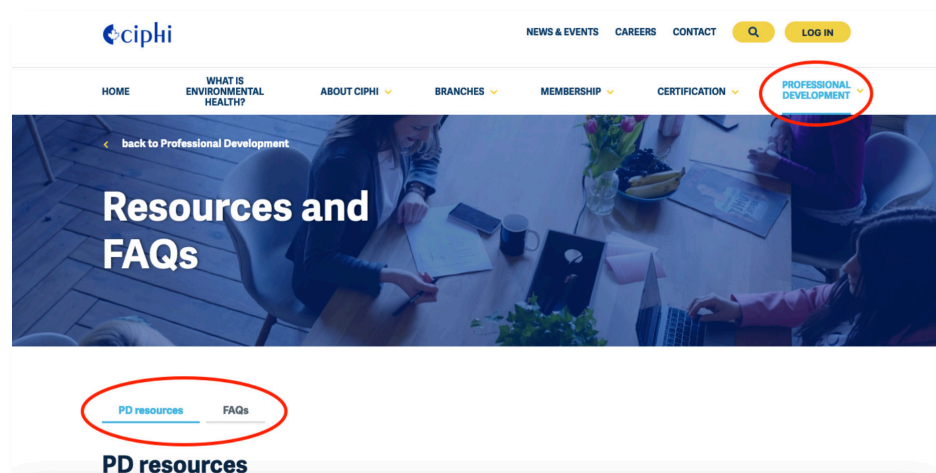 ciphi
NEWS & EVENTS CAREERS CONTACT LOG IN
HOME
WHAT IS
ENVIRONMENTAL
HEALTH?
ABOUT CIPHI
BRANCHES
MEMBERSHIP
CERTIFICATION
PROFESSIONAL
DEVELOPMENT
back to Professional Development
Resources and
FAQs
PD resources FAQs
PD resources